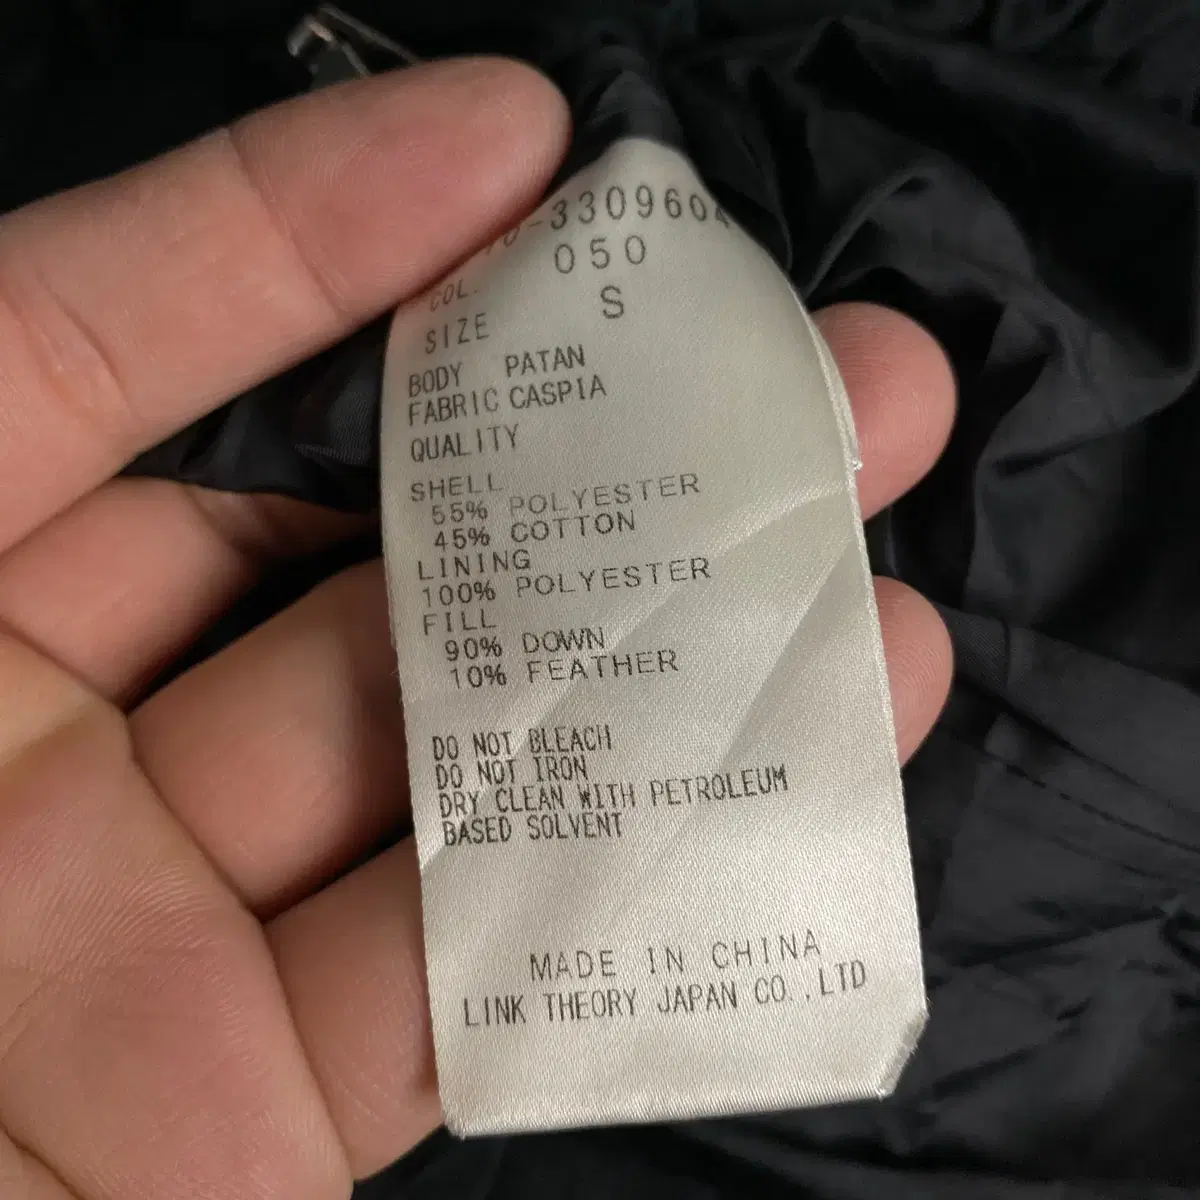 -3309604
COL. 050
SIZE S
BODY PATAN
FABRIC CASPIA
QUALITY
SHELL
55% POLYESTER
45% COTTON
LINING
100% POLYESTER
FILL
90% DOWN
10% FEATHER
DO NOT BLEACH
DO NOT IRON
DRY CLEAN WITH PETROLEUM
BASED SOLVENT
MADE IN CHINA
LINK THEORY JAPAN CO.,LTD